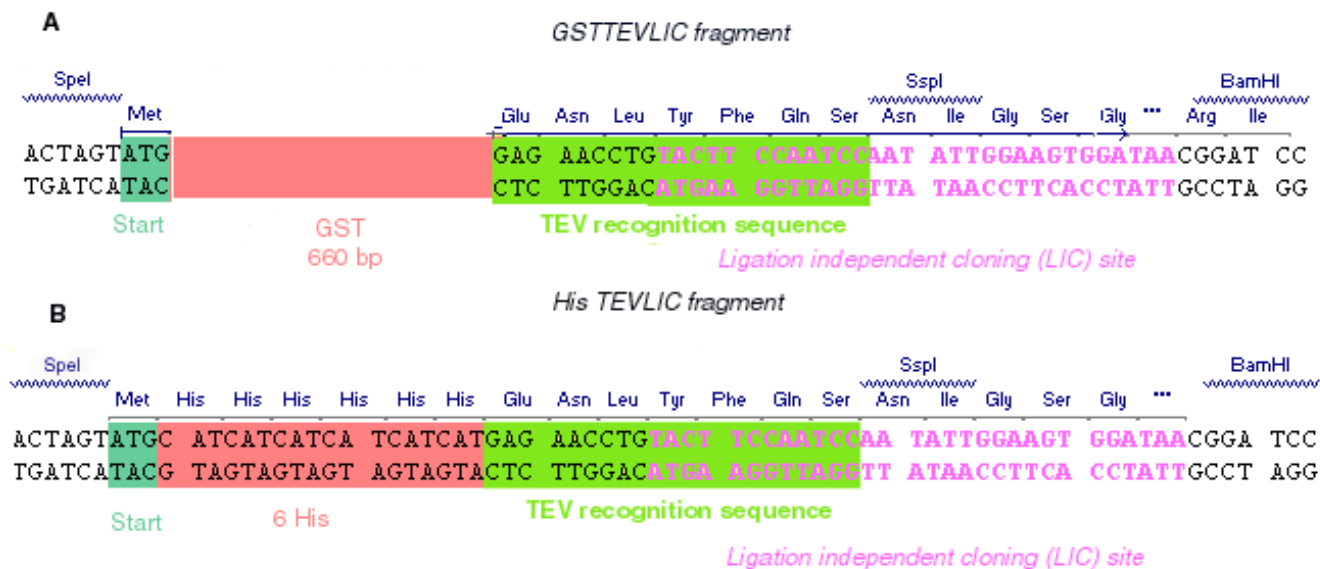 A
GSTTEVLIC fragment
SpeI SspI BamHI
Met Glu Asn Leu Tyr Phe Gln Ser Asn Ile Gly Ser Gly ... Arg Ile
ACTAGTATG GAG AACCTGTACTTC CAATCCAAT ATTGGAAGTGGATAACGGAT CC
TGATCATAC CTC TTGGACATGAAG GTTAGGTTA TAACCTTCACCTATTGCCTA GG
Start GST TEV recognition sequence
660 bp Ligation independent cloning (LIC) site
His TEVLIC fragment
B
SpeI SspI BamHI
Met His His His His His His Glu Asn Leu Tyr Phe Gln Ser Asn Ile Gly Ser Gly ...
ACTAGTATGC ATCATCATCA TCATCATGAG AACCTGTACT TCCAATCCAA TATTGGAAGT GGATAACGGA TCC
TGATCATACG TAGTAGTAGT AGTAGTACTC TTGGACATGA AGGTTAGGTT ATAACCTTCA CCTATTGCCT AGG
Start 6 His TEV recognition sequence
Ligation independent cloning (LIC) site